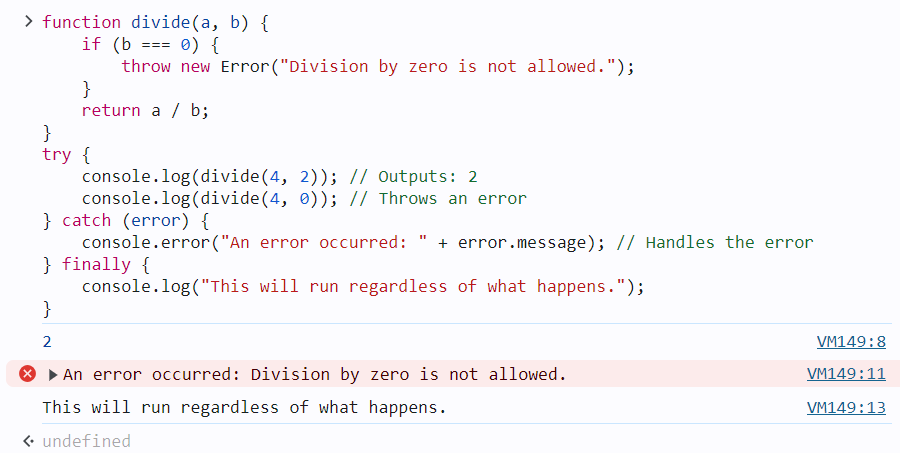 function divide(a, b) {
    if (b === 0) {
        throw new Error("Division by zero is not allowed.");
    }
    return a / b;
}
try {
    console.log(divide(4, 2)); // Outputs: 2
    console.log(divide(4, 0)); // Throws an error
} catch (error) {
    console.error("An error occurred: " + error.message); // Handles the error
} finally {
    console.log("This will run regardless of what happens.");
}
2 VM149:8
An error occurred: Division by zero is not allowed. VM149:11
This will run regardless of what happens. VM149:13
undefined